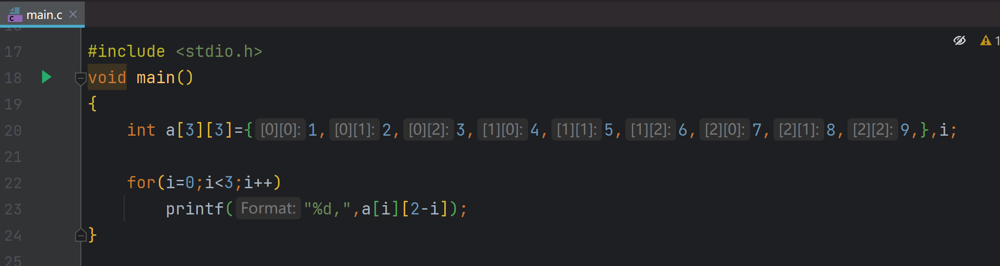 main.c
17 #include <stdio.h>
18 void main()
19 {
20 int a[3][3]={[0][0]: 1,[0][1]: 2,[0][2]: 3,[1][0]: 4,[1][1]: 5,[1][2]: 6,[2][0]: 7,[2][1]: 8,[2][2]: 9,},i;
21
22 for(i=0;i<3;i++)
23 printf(Format: "%d,",a[i][2-i]);
24 }
25
1